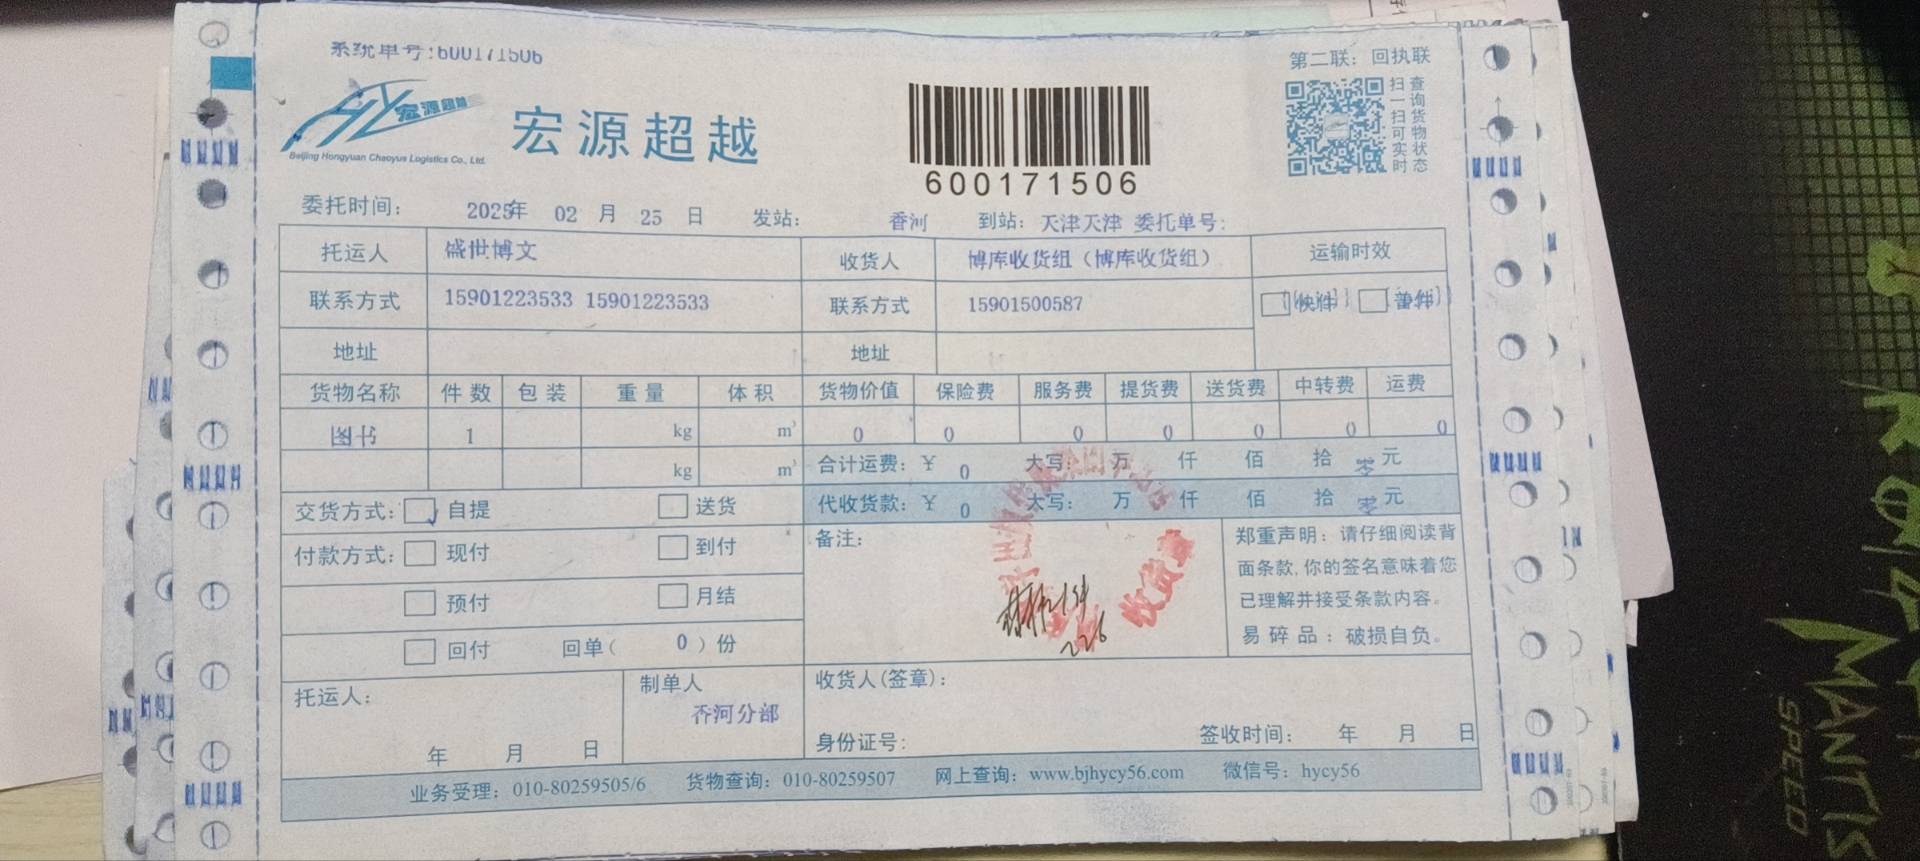 系统单号:600171506
第二联：回执联
宏源超越
Beijing Hongyuan Chaoyue Logistics Co., Ltd.
宏源超越
600171506
扫一扫可实时
查询货物状态
委托时间： 2025年 02 月 25 日 发站： 香河 到站：天津天津 委托单号：
托运人 盛世博文 收货人 博库收货组（博库收货组） 运输时效
联系方式 15901223533 15901223533 联系方式 15901500587 快件 普件
地址 地址
货物名称 件数 包装 重量 体积 货物价值 保险费 服务费 提货费 送货费 中转费 运费
图书 1 kg m³ 0 0 0 0 0 0 0
kg m³ 合计运费：￥ 0 大写： 万 仟 佰 拾 零 元
交货方式： 自提 送货 代收货款：￥ 0 大写： 万 仟 佰 拾 零 元
付款方式： 现付 到付 备注：
预付 月结
回付 回单( 0 ) 份
郑重声明：请仔细阅读背
面条款,你的签名意味着您
已理解并接受条款内容。
易碎品：破损自负。
收货章
226
托运人： 制单人 收货人(签章)：
香河分部
年 月 日 身份证号： 签收时间： 年 月 日
业务受理：010-80259505/6 货物查询：010-80259507 网上查询：www.bjhycy56.com 微信号：hycy56
MANTIS
SPEED